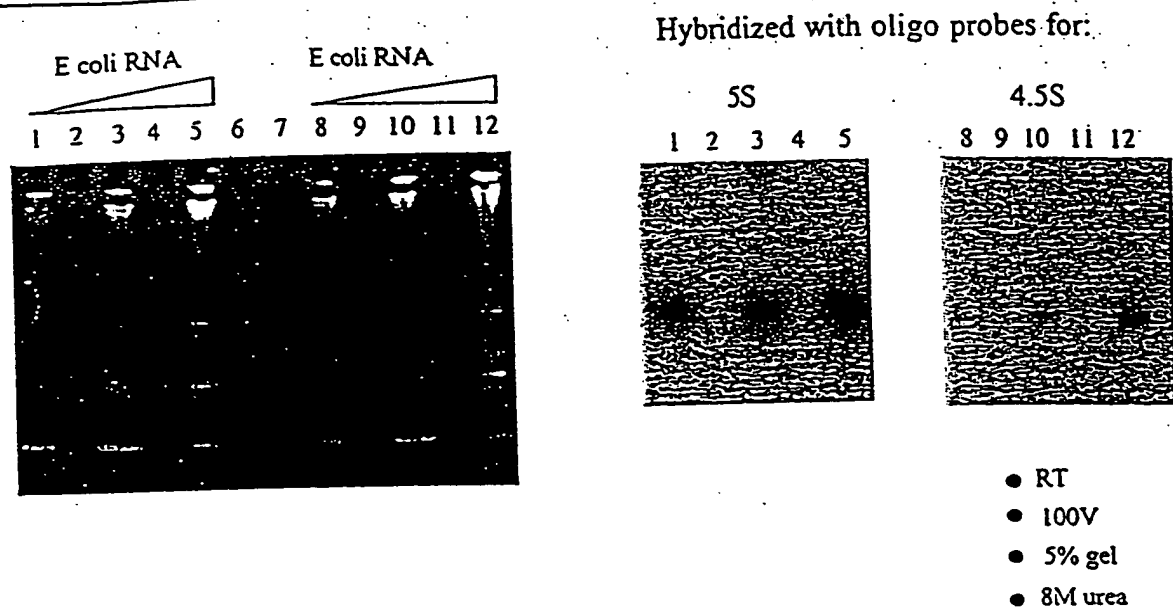 E coli RNA E coli RNA
1 2 3 4 5 6 7 8 9 10 11 12
Hybridized with oligo probes for:
5S 4.5S
1 2 3 4 5 8 9 10 11 12
RT
100V
5% gel
8M urea